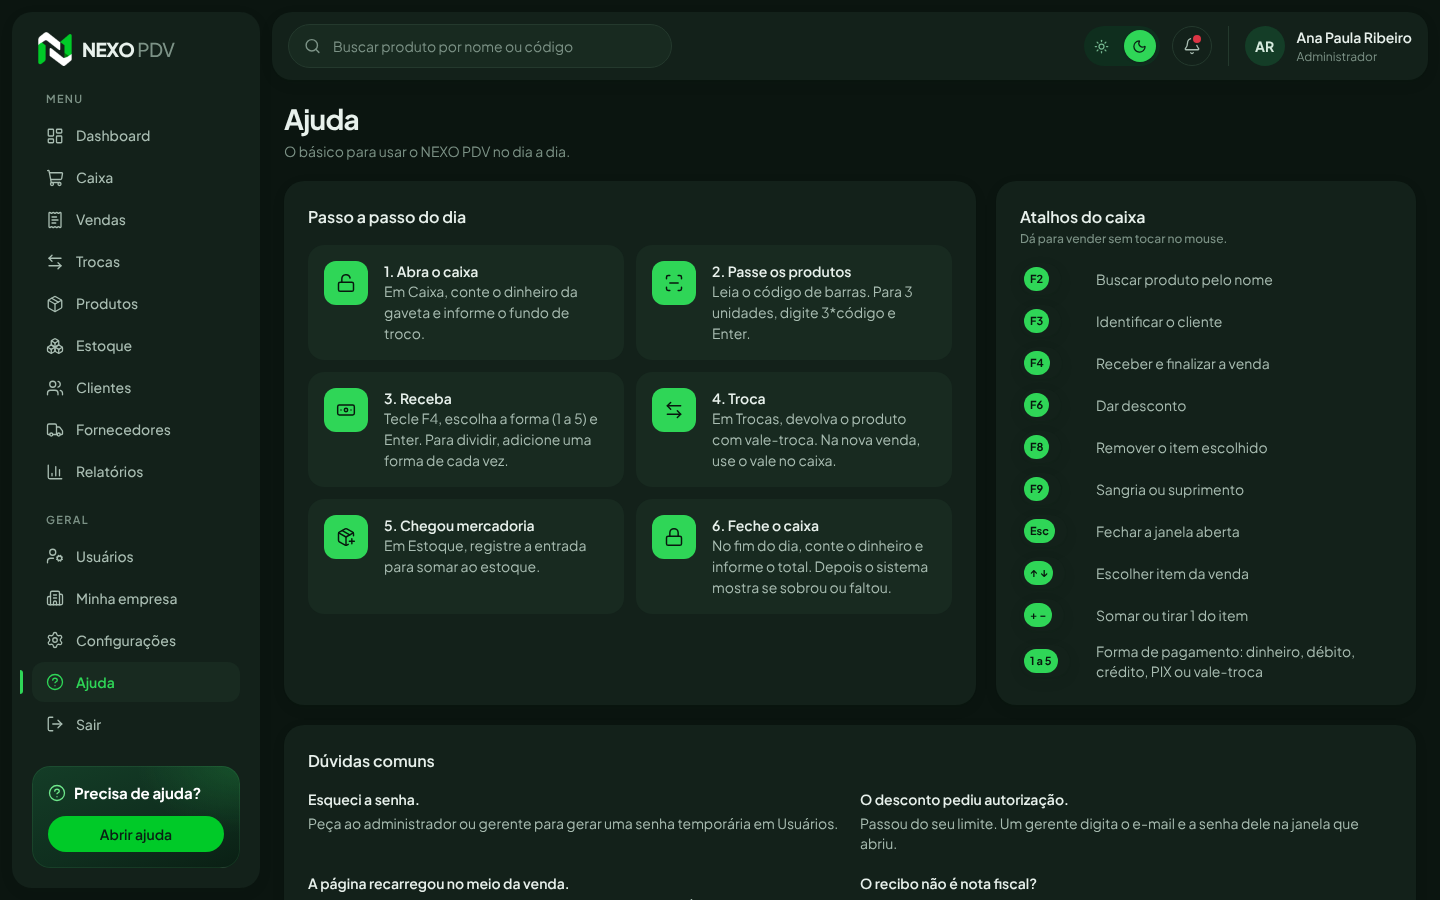 NEXO PDV
MENU
Dashboard
Caixa
Vendas
Trocas
Produtos
Estoque
Clientes
Fornecedores
Relatórios
GERAL
Usuários
Minha empresa
Configurações
Ajuda
Sair
Precisa de ajuda?
Abrir ajuda
Buscar produto por nome ou código
AR
Ana Paula Ribeiro
Administrador
Ajuda
O básico para usar o NEXO PDV no dia a dia.
Passo a passo do dia
1. Abra o caixa
Em Caixa, conte o dinheiro da
gaveta e informe o fundo de
troco.
2. Passe os produtos
Leia o código de barras. Para 3
unidades, digite 3*código e
Enter.
3. Receba
Tecle F4, escolha a forma (1 a 5) e
Enter. Para dividir, adicione uma
forma de cada vez.
4. Troca
Em Trocas, devolva o produto
com vale-troca. Na nova venda,
use o vale no caixa.
5. Chegou mercadoria
Em Estoque, registre a entrada
para somar ao estoque.
6. Feche o caixa
No fim do dia, conte o dinheiro e
informe o total. Depois o sistema
mostra se sobrou ou faltou.
Atalhos do caixa
Dá para vender sem tocar no mouse.
F2 Buscar produto pelo nome
F3 Identificar o cliente
F4 Receber e finalizar a venda
F6 Dar desconto
F8 Remover o item escolhido
F9 Sangria ou suprimento
Esc Fechar a janela aberta
↑ ↓ Escolher item da venda
+ − Somar ou tirar 1 do item
1 a 5 Forma de pagamento: dinheiro, débito,
crédito, PIX ou vale-troca
Dúvidas comuns
Esqueci a senha.
Peça ao administrador ou gerente para gerar uma senha temporária em Usuários.
O desconto pediu autorização.
Passou do seu limite. Um gerente digita o e-mail e a senha dele na janela que
abriu.
A página recarregou no meio da venda.
O recibo não é nota fiscal?